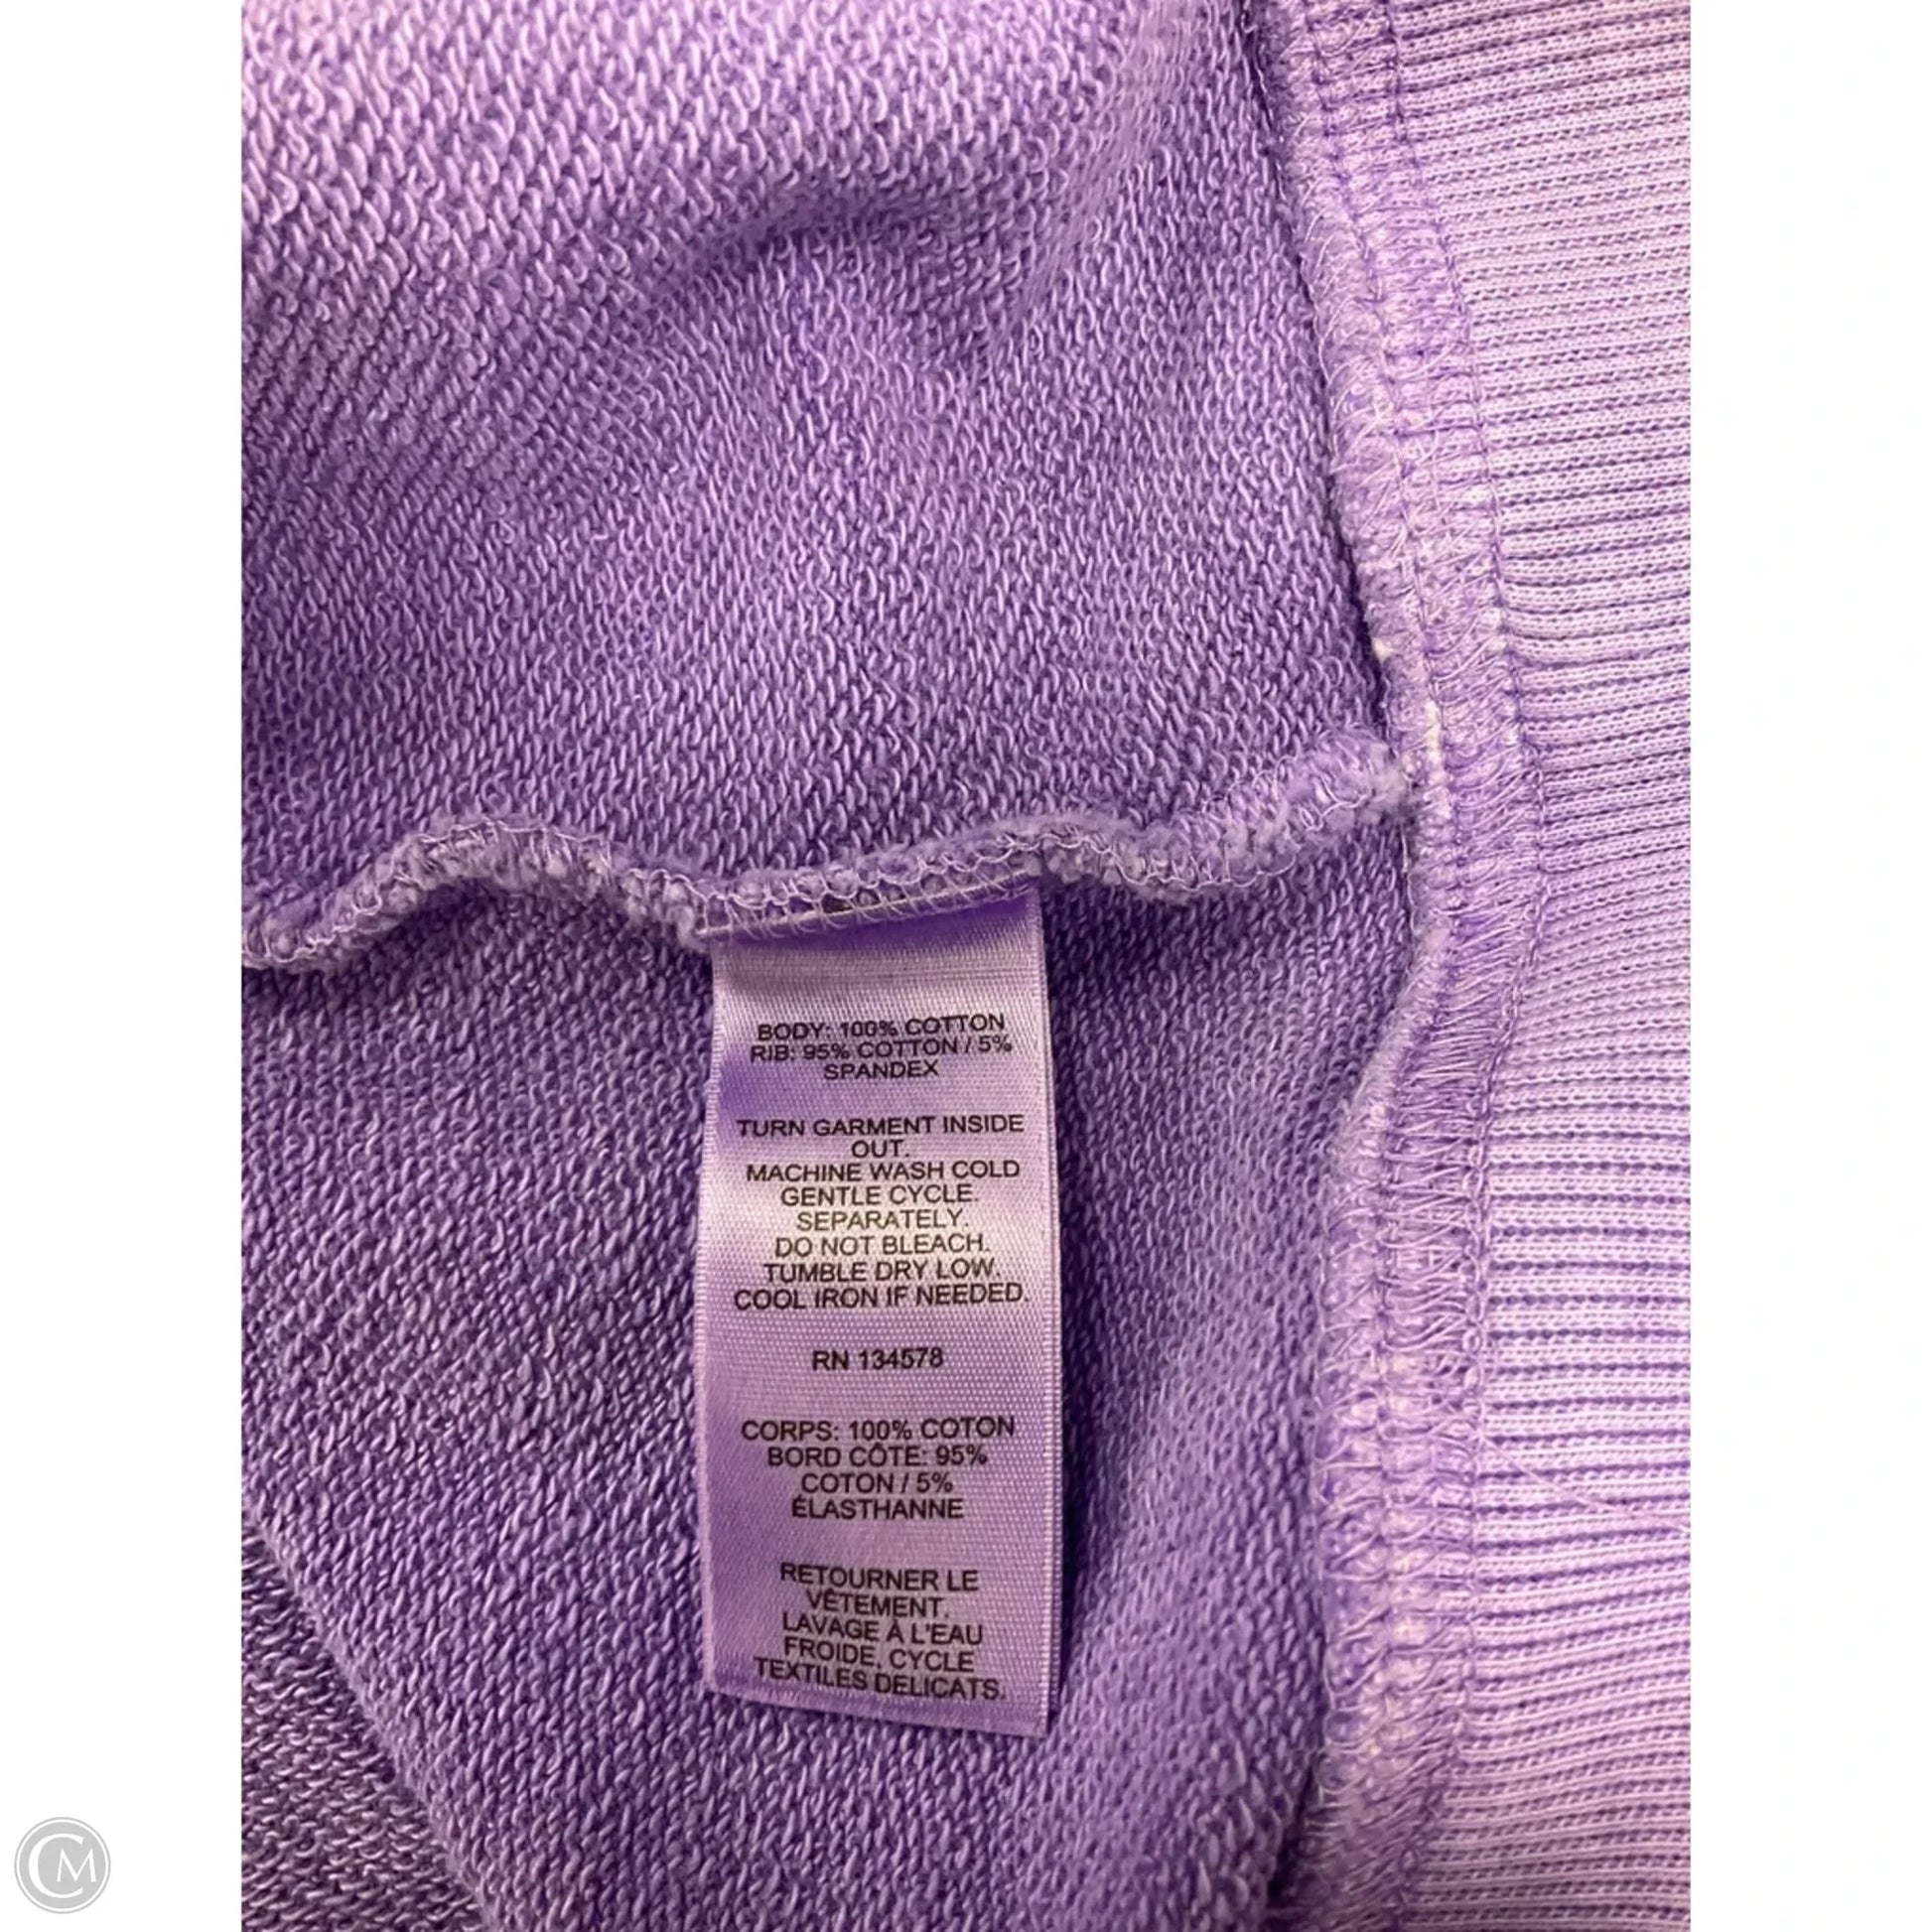 BODY: 100% COTTON
RIB: 95% COTTON / 5%
SPANDEX
TURN GARMENT INSIDE
OUT.
MACHINE WASH COLD
GENTLE CYCLE
SEPARATELY.
DO NOT BLEACH.
TUMBLE DRY LOW.
COOL IRON IF NEEDED.
RN 134578
CORPS: 100% COTON
BORD CÔTE: 95%
COTON / 5%
ÉLASTHANNE
RETOURNER LE
VÊTEMENT.
LAVAGE À L'EAU
FROIDE, CYCLE
TEXTILES DELICATS.
CM